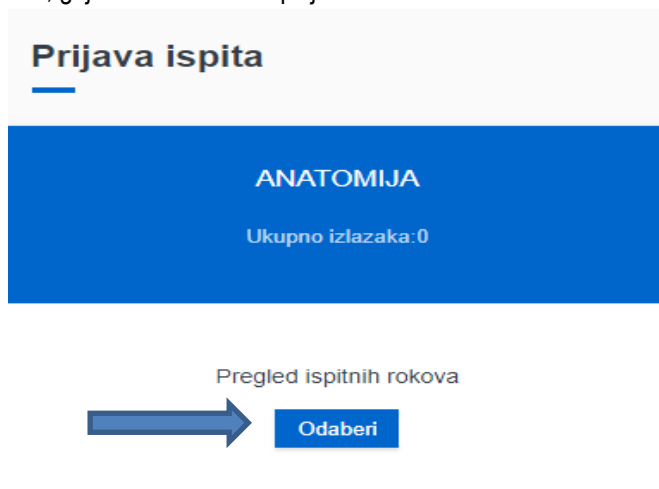 Prijava ispita
ANATOMIJA
Ukupno izlazaka:0
Pregled ispitnih rokova
Odaberi